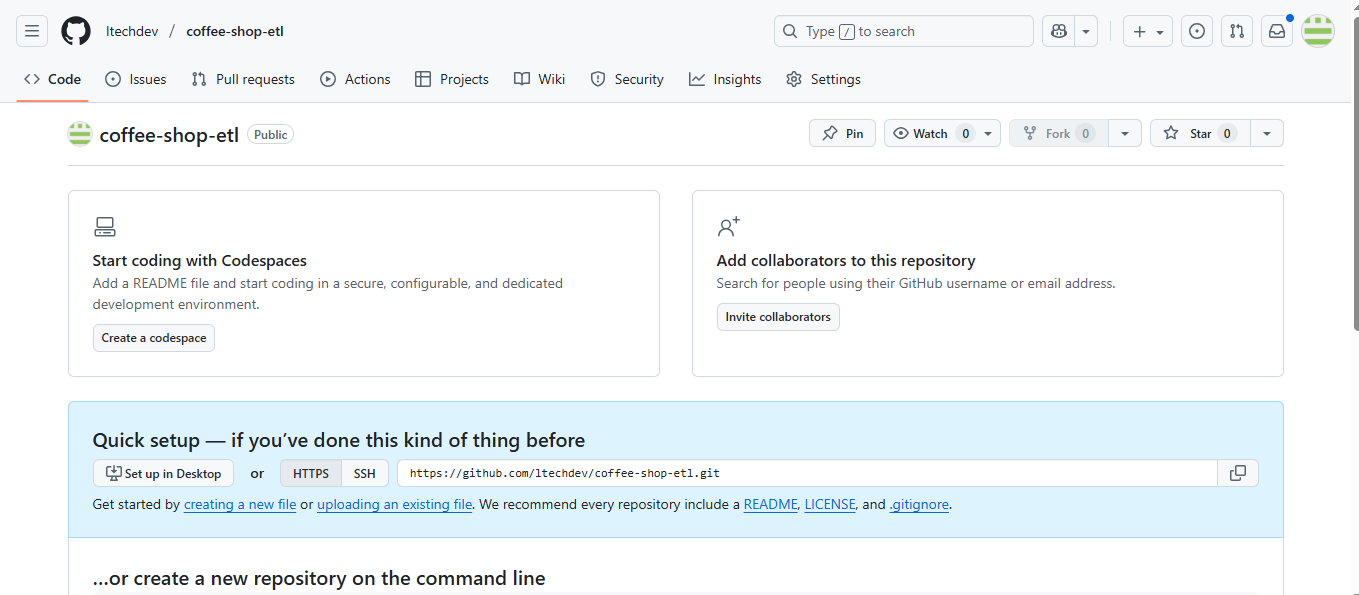 ltechdev / coffee-shop-etl
Type / to search
Code Issues Pull requests Actions Projects Wiki Security Insights Settings
coffee-shop-etl Public
Pin Watch 0 Fork 0 Star 0
Start coding with Codespaces
Add a README file and start coding in a secure, configurable, and dedicated
development environment.
Create a codespace
Add collaborators to this repository
Search for people using their GitHub username or email address.
Invite collaborators
Quick setup — if you’ve done this kind of thing before
Set up in Desktop or HTTPS SSH https://github.com/ltechdev/coffee-shop-etl.git
Get started by creating a new file or uploading an existing file. We recommend every repository include a README, LICENSE, and .gitignore.
…or create a new repository on the command line